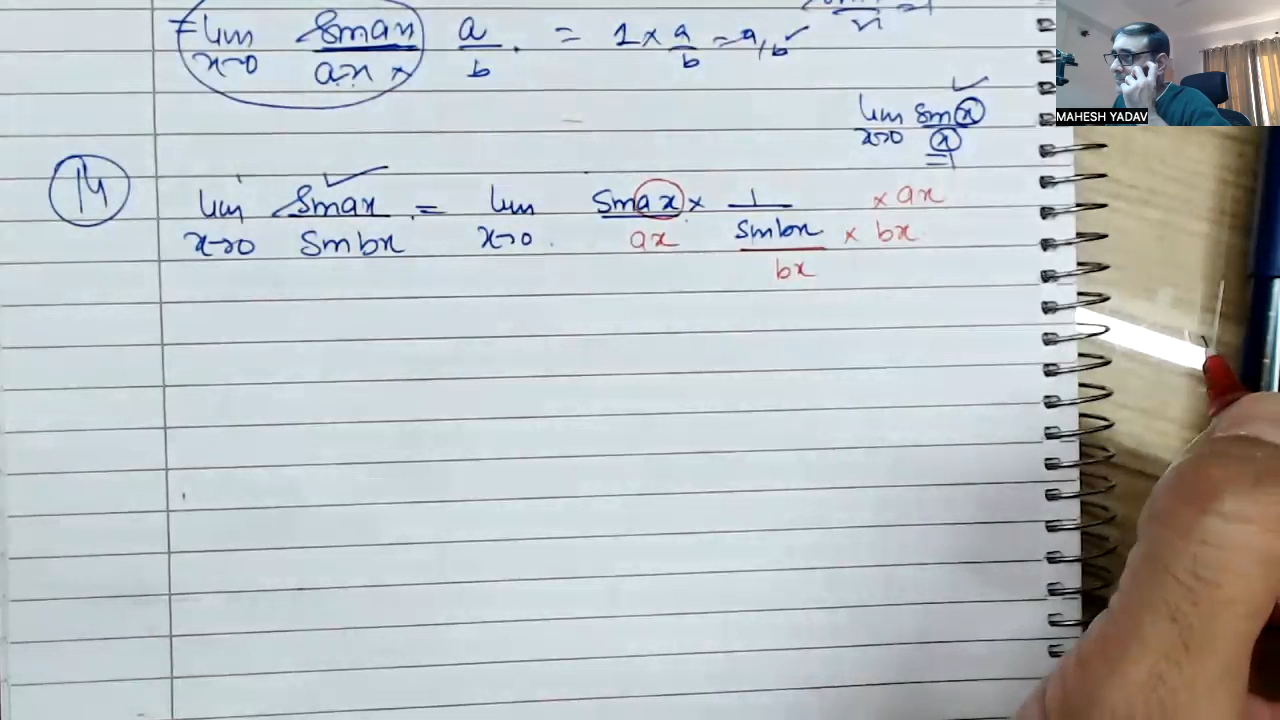 = lim x→0 sin ax / ax × a/b . = 1 × a/b = a/b ✓
MAHESH YADAV
lim x→0 sin x / x = 1
14 lim x→0 sin ax / sin bx = lim x→0 sin ax / ax × 1 / (sin bx / bx) × ax / × bx